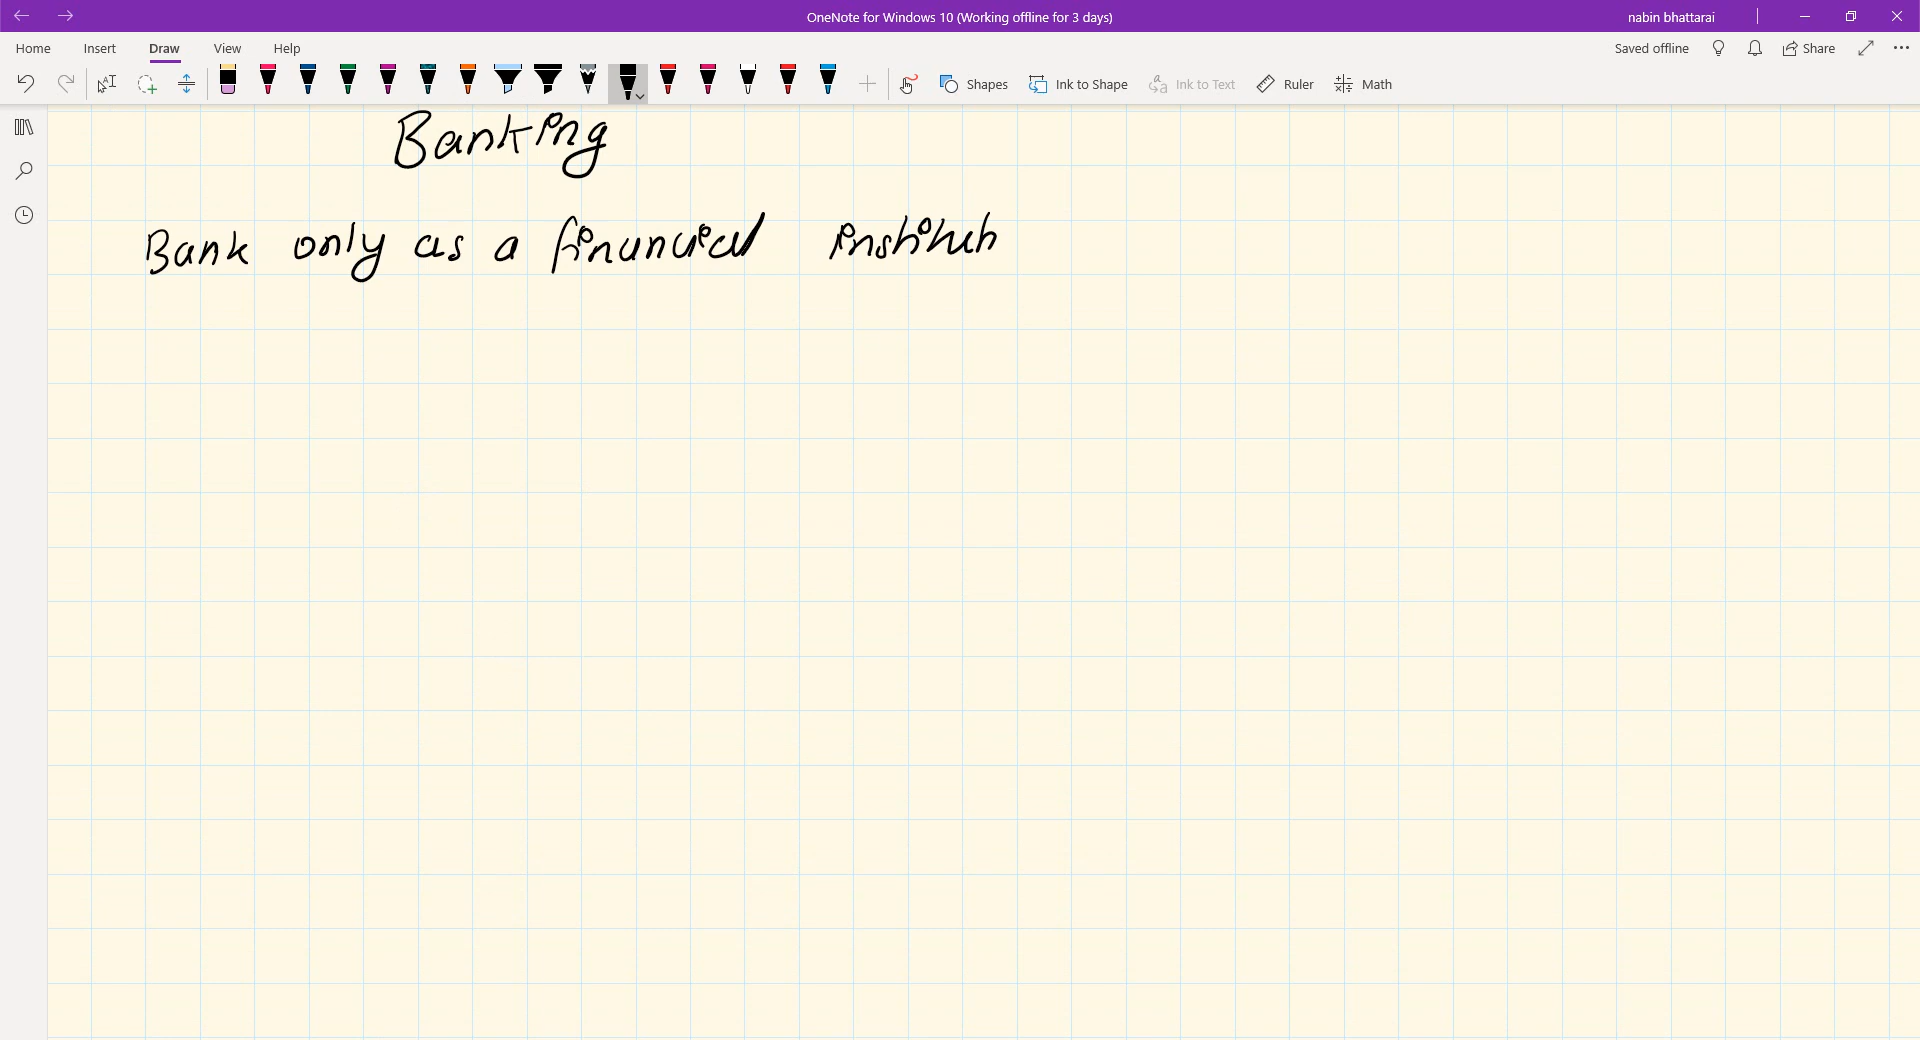 OneNote for Windows 10 (Working offline for 3 days)
nabin bhattarai
Home Insert Draw View Help
Saved offline Share
Shapes Ink to Shape Ink to Text Ruler Math
Banking
Bank only as a financial